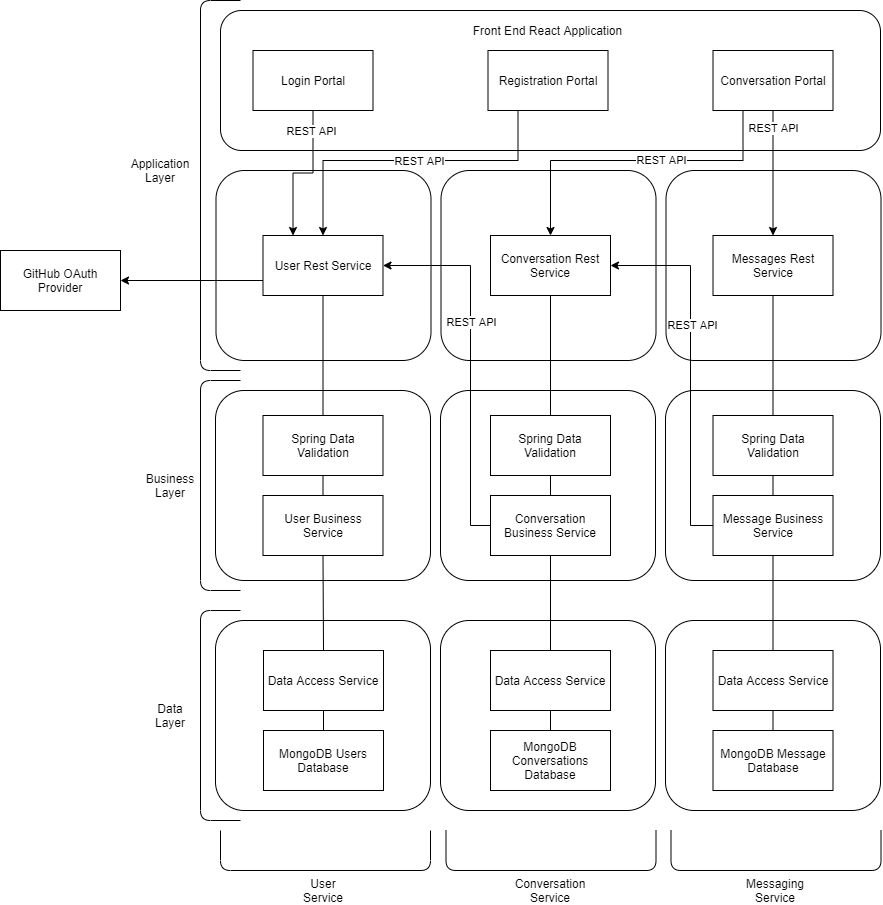 Front End React Application
Login Portal
Registration Portal
Conversation Portal
REST API
REST API
REST API
REST API
Application
Layer
User Rest Service
Conversation Rest
Service
Messages Rest
Service
GitHub OAuth
Provider
REST API
REST API
Business
Layer
Spring Data
Validation
Spring Data
Validation
Spring Data
Validation
User Business
Service
Conversation
Business Service
Message Business
Service
Data
Layer
Data Access Service
Data Access Service
Data Access Service
MongoDB Users
Database
MongoDB
Conversations
Database
MongoDB Message
Database
User
Service
Conversation
Service
Messaging
Service